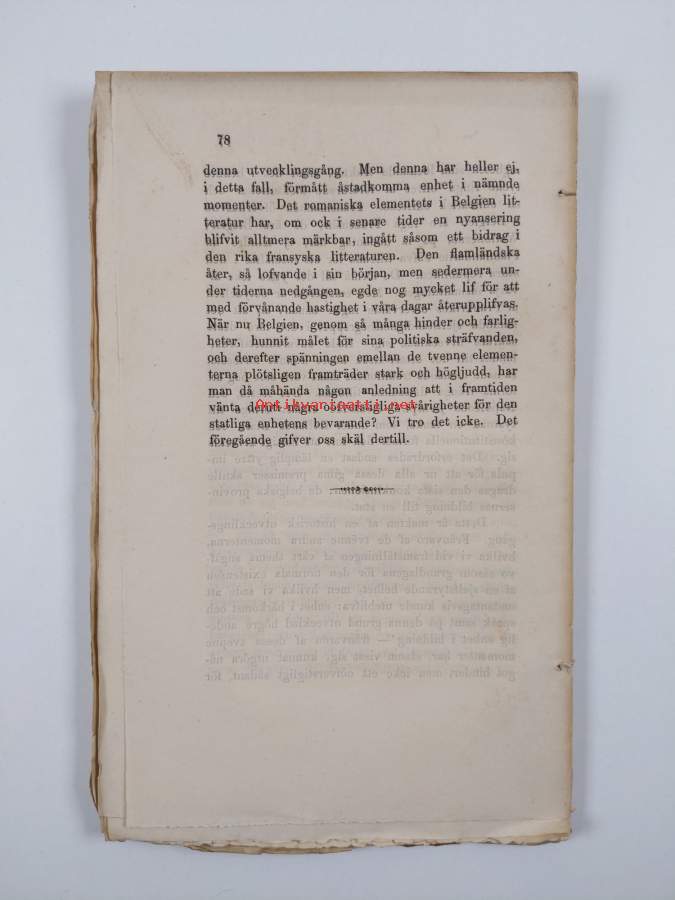 78
denna utvecklingsgång. Men denna har heller ej,
i detta fall, förmått åstadkomma enhet i nämnde
momenter. Det romaniska elementets i Belgien lit-
teratur har, om ock i senare tider en nyansering
blifvit alltmera märkbar, ingått såsom ett bidrag i
den rika fransyska litteraturen. Den flamländska
åter, så lofvande i sin början, men sedermera un-
der tiderna nedgången, egde nog mycket lif för att
med förvånande hastighet i våra dagar återupplifvas.
När nu Belgien, genom så många hinder och farlig-
heter, hunnit målet för sina politiska sträfvanden,
och derefter spänningen emellan de tvenne elemen-
terna plötsligen framträder stark och högljudd, har
man då måhända någon anledning att i framtiden
Antikvariaatti.net
vänta deruti några oöfverstigliga svårigheter för den
statliga enhetens bevarande? Vi tro det icke. Det
föregående gifver oss skäl dertill.